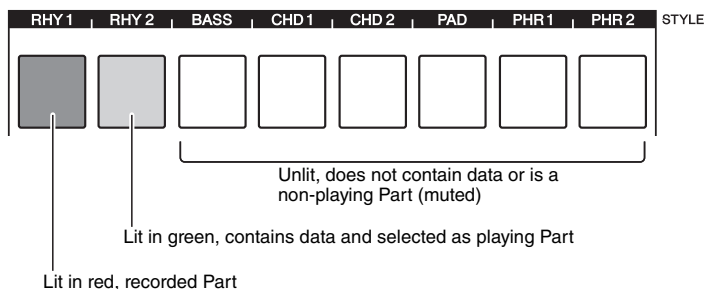 RHY 1 RHY 2 BASS CHD 1 CHD 2 PAD PHR 1 PHR 2 STYLE
Unlit, does not contain data or is a
non-playing Part (muted)
Lit in green, contains data and selected as playing Part
Lit in red, recorded Part